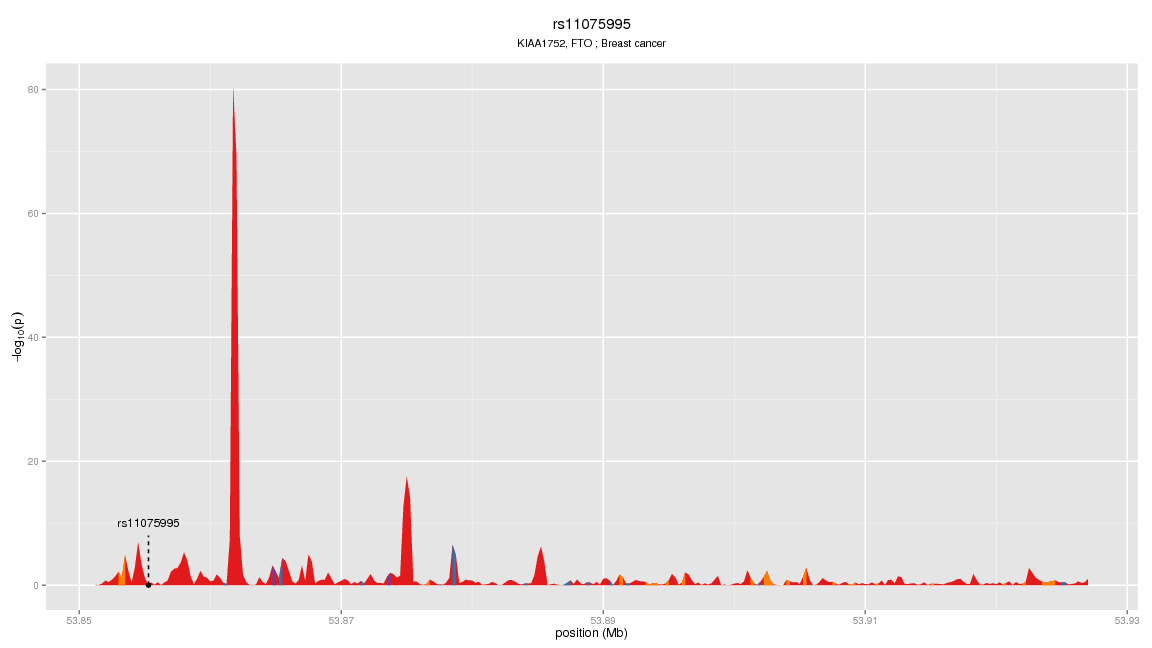 rs11075995
KIAA1752, FTO ; Breast cancer
80
60
40
20
0
−log10(p)
rs11075995
53.85 53.87 53.89 53.91 53.93
position (Mb)